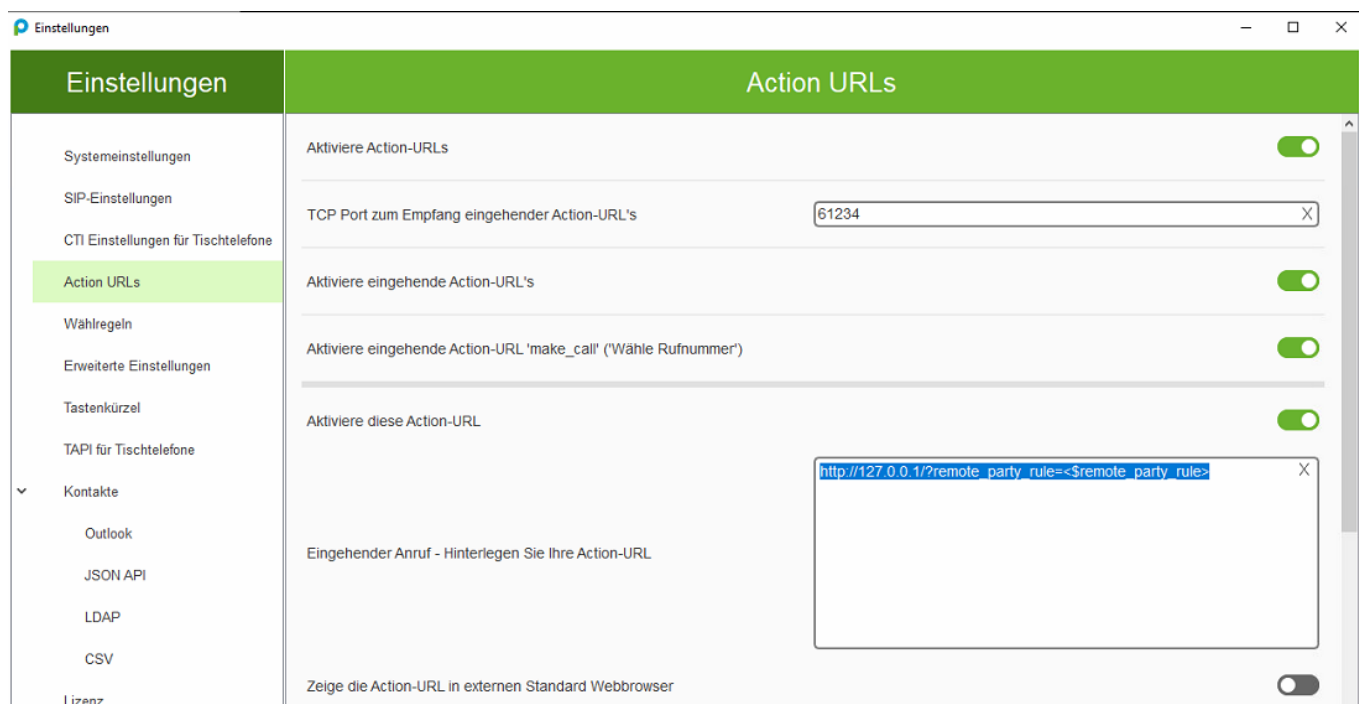 Einstellungen
Einstellungen
Action URLs
Systemeinstellungen
SIP-Einstellungen
CTI Einstellungen für Tischtelefone
Action URLs
Wählregeln
Erweiterte Einstellungen
Tastenkürzel
TAPI für Tischtelefone
Kontakte
Outlook
JSON API
LDAP
CSV
Lizenz
Aktiviere Action-URLs
TCP Port zum Empfang eingehender Action-URL's
61234 X
Aktiviere eingehende Action-URL's
Aktiviere eingehende Action-URL 'make_call' ('Wähle Rufnummer')
Aktiviere diese Action-URL
http://127.0.0.1/?remote_party_rule=<$remote_party_rule> X
Eingehender Anruf - Hinterlegen Sie Ihre Action-URL
Zeige die Action-URL in externen Standard Webbrowser